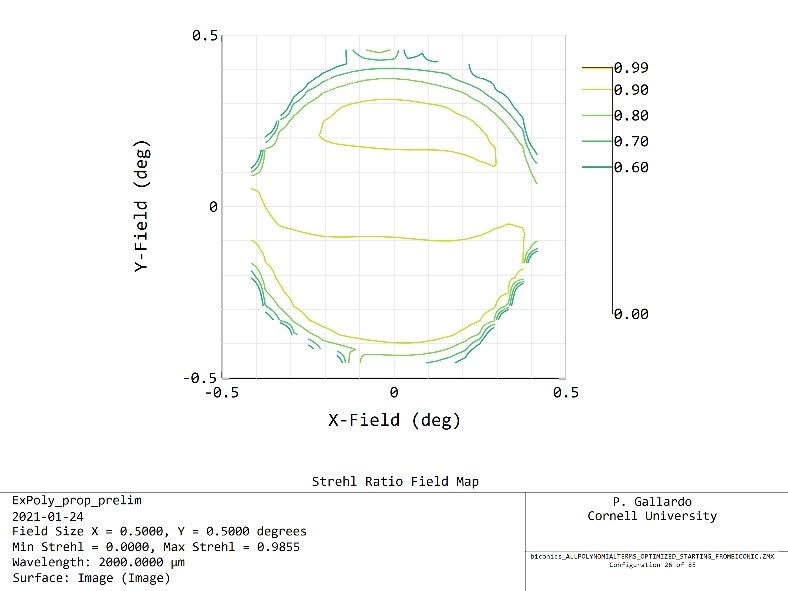 0.5
0
-0.5
-0.5
0
0.5
Y-Field (deg)
X-Field (deg)
0.99
0.90
0.80
0.70
0.60
0.00
Strehl Ratio Field Map
ExPoly_prop_prelim
2021-01-24
Field Size X = 0.5000, Y = 0.5000 degrees
Min Strehl = 0.0000, Max Strehl = 0.9855
Wavelength: 2000.0000 µm
Surface: Image (Image)
P. Gallardo
Cornell University
biconics_ALLPOLYNOMIALTERMS_OPTIMIZED_STARTING_FROMBICONIC.ZMX
Configuration 26 of 85